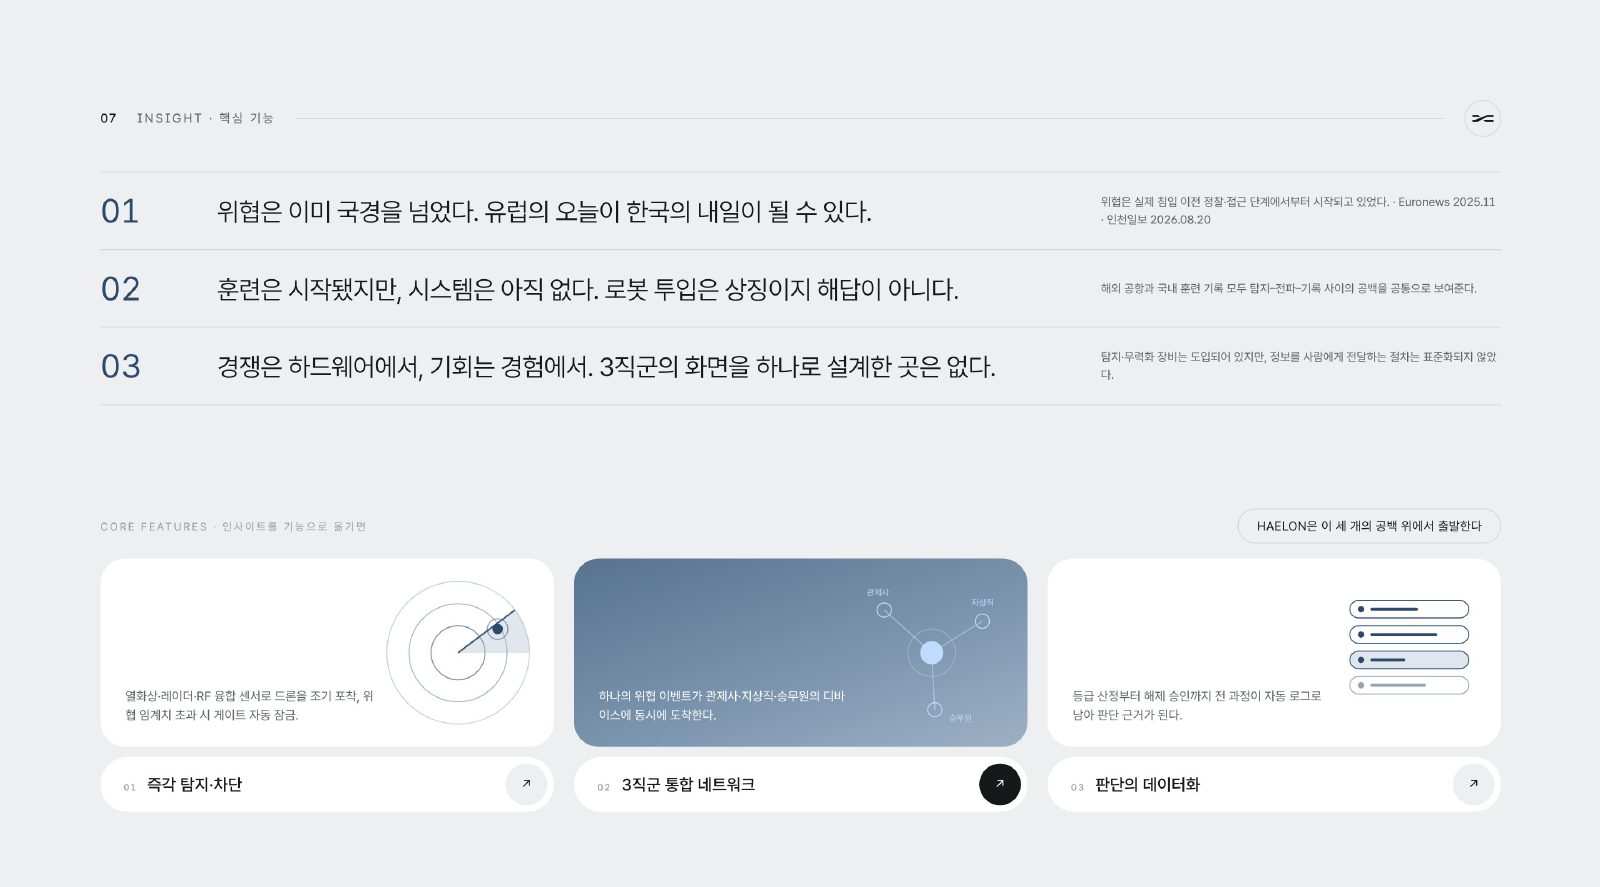 07 INSIGHT · 핵심 기능
01
위협은 이미 국경을 넘었다. 유럽의 오늘이 한국의 내일이 될 수 있다.
위협은 실제 침입 이전 정찰·접근 단계에서부터 시작되고 있었다. · Euronews 2025.11
· 인천일보 2026.08.20
02
훈련은 시작됐지만, 시스템은 아직 없다. 로봇 투입은 상징이지 해답이 아니다.
해외 공항과 국내 훈련 기록 모두 탐지–전파–기록 사이의 공백을 공통으로 보여준다.
03
경쟁은 하드웨어에서, 기회는 경험에서. 3직군의 화면을 하나로 설계한 곳은 없다.
탐지·무력화 장비는 도입되어 있지만, 정보를 사람에게 전달하는 절차는 표준화되지 않았
다.
CORE FEATURES · 인사이트를 기능으로 옮기면
HAELON은 이 세 개의 공백 위에서 출발한다
열화상·레이더·RF 융합 센서로 드론을 조기 포착, 위
협 임계치 초과 시 게이트 자동 잠금.
01 즉각 탐지·차단
관제사
지상직
승무원
하나의 위협 이벤트가 관제사·지상직·승무원의 디바
이스에 동시에 도착한다.
02 3직군 통합 네트워크
등급 산정부터 해제 승인까지 전 과정이 자동 로그로
남아 판단 근거가 된다.
03 판단의 데이터화